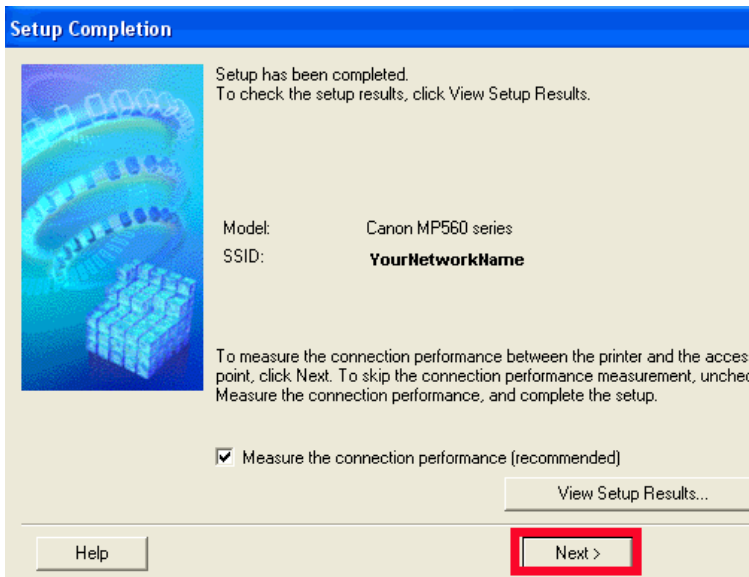 Setup Completion
Setup has been completed.
To check the setup results, click View Setup Results.
Model: Canon MP560 series
SSID: YourNetworkName
To measure the connection performance between the printer and the acces
point, click Next. To skip the connection performance measurement, unchec
Measure the connection performance, and complete the setup.
Measure the connection performance (recommended)
View Setup Results...
Help Next >